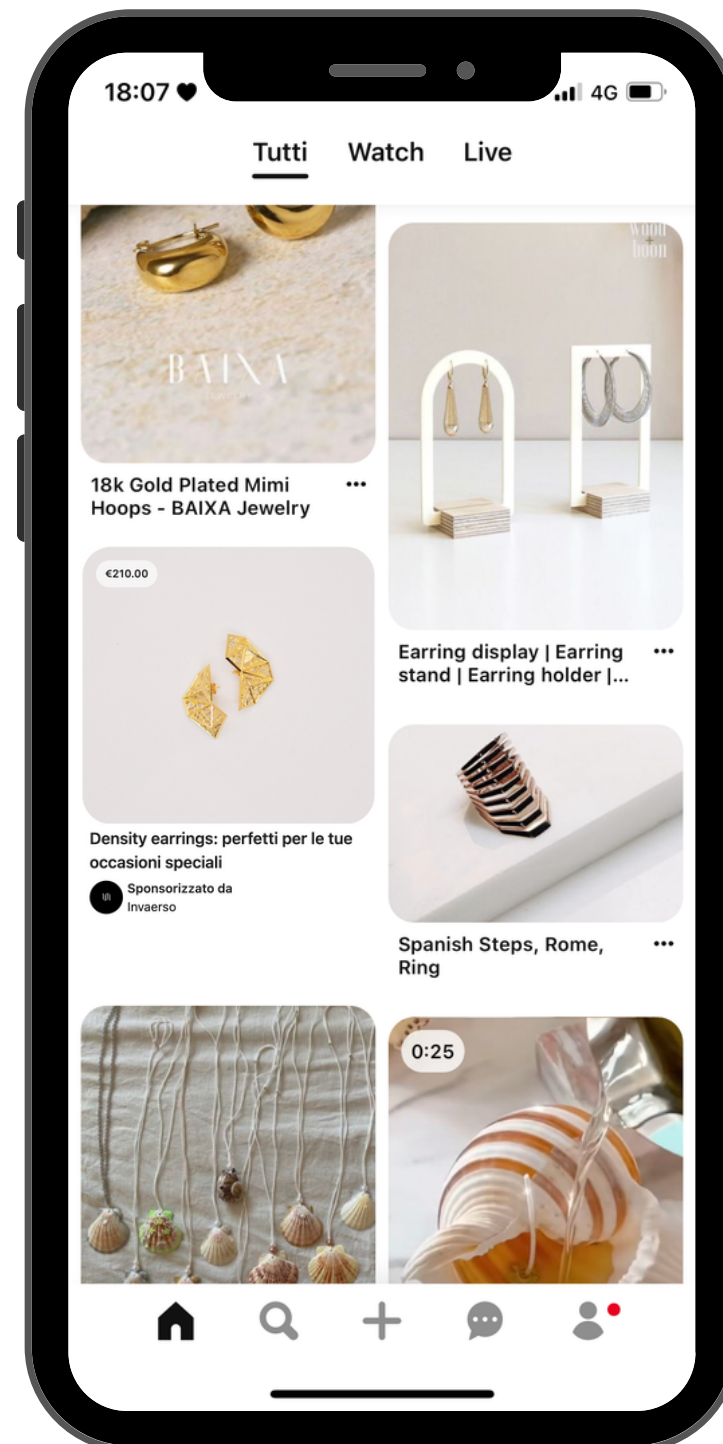 18:07
4G
Tutti Watch Live
BAIXA
18k Gold Plated Mimi
Hoops - BAIXA Jewelry
€210.00
Density earrings: perfetti per le tue
occasioni speciali
Sponsorizzato da
Invaerso
wood
+
boon
Earring display | Earring
stand | Earring holder |...
Spanish Steps, Rome,
Ring
0:25